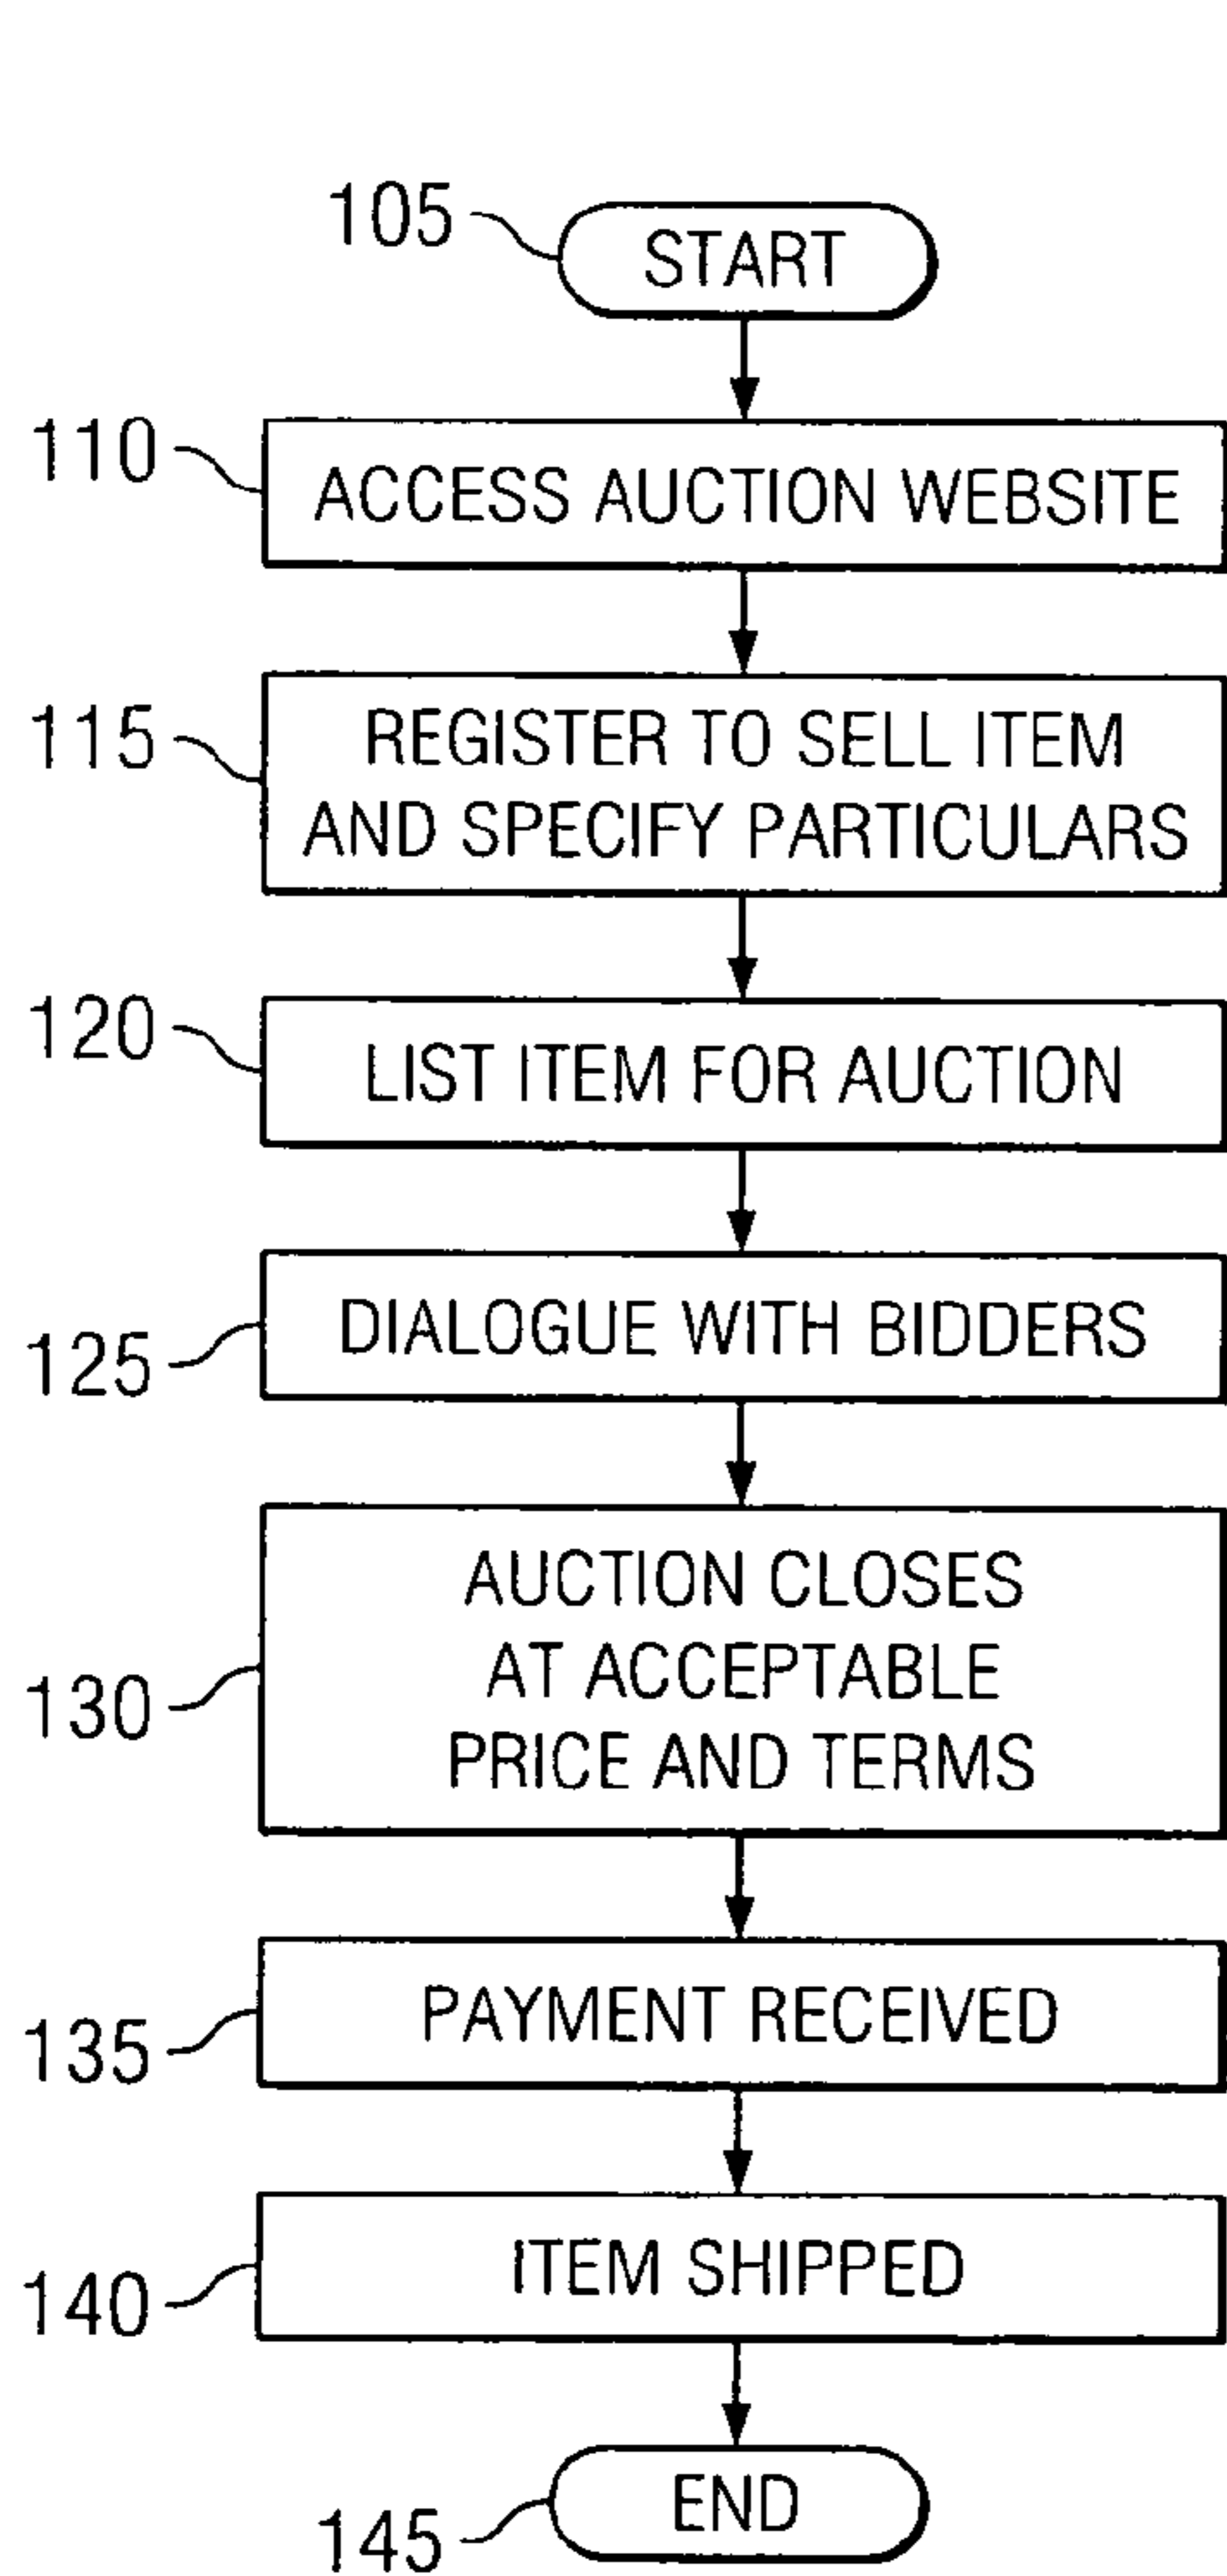 105
START
110
ACCESS AUCTION WEBSITE
115
REGISTER TO SELL ITEM
AND SPECIFY PARTICULARS
120
LIST ITEM FOR AUCTION
125
DIALOGUE WITH BIDDERS
130
AUCTION CLOSES
AT ACCEPTABLE
PRICE AND TERMS
135
PAYMENT RECEIVED
140
ITEM SHIPPED
145
END